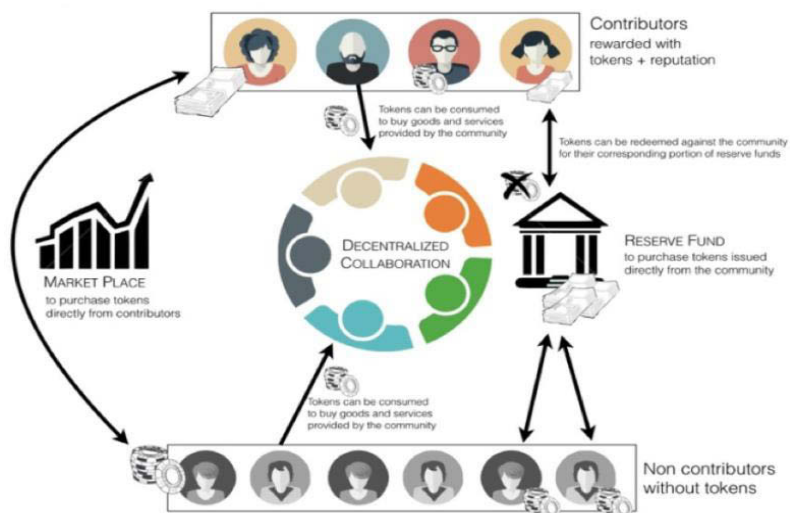 Contributors
rewarded with
tokens + reputation
Tokens can be consumed
to buy goods and services
provided by the community
Tokens can be redeemed against the community
for their corresponding portion of reserve funds
DECENTRALIZED
COLLABORATION
MARKET PLACE
to purchase tokens
directly from contributors
RESERVE FUND
to purchase tokens issued
directly from the community
Tokens can be consumed
to buy goods and services
provided by the community
Non contributors
without tokens